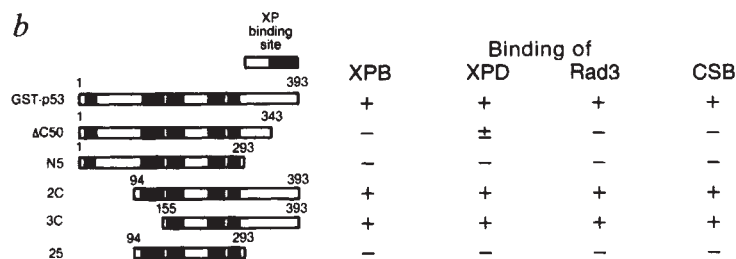 b
XP
binding
site
Binding of
XPB XPD Rad3 CSB
1 393
GST-p53 + + + +
1 343
ΔC50 − ± − −
1 293
N5 − − − −
94 393
2C + + + +
155 393
3C + + + +
94 293
25 − − − −